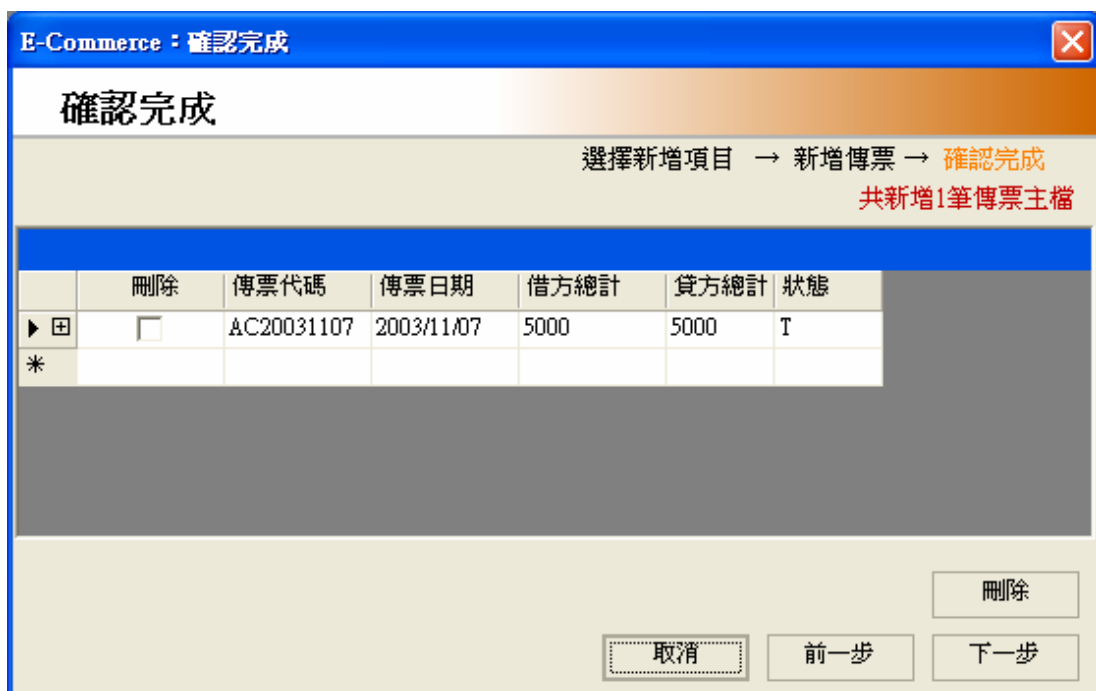 E-Commerce：確認完成
確認完成
選擇新增項目 → 新增傳票 → 確認完成
共新增1筆傳票主檔
刪除 傳票代碼 傳票日期 借方總計 貸方總計 狀態
AC20031107 2003/11/07 5000 5000 T
刪除
取消 前一步 下一步